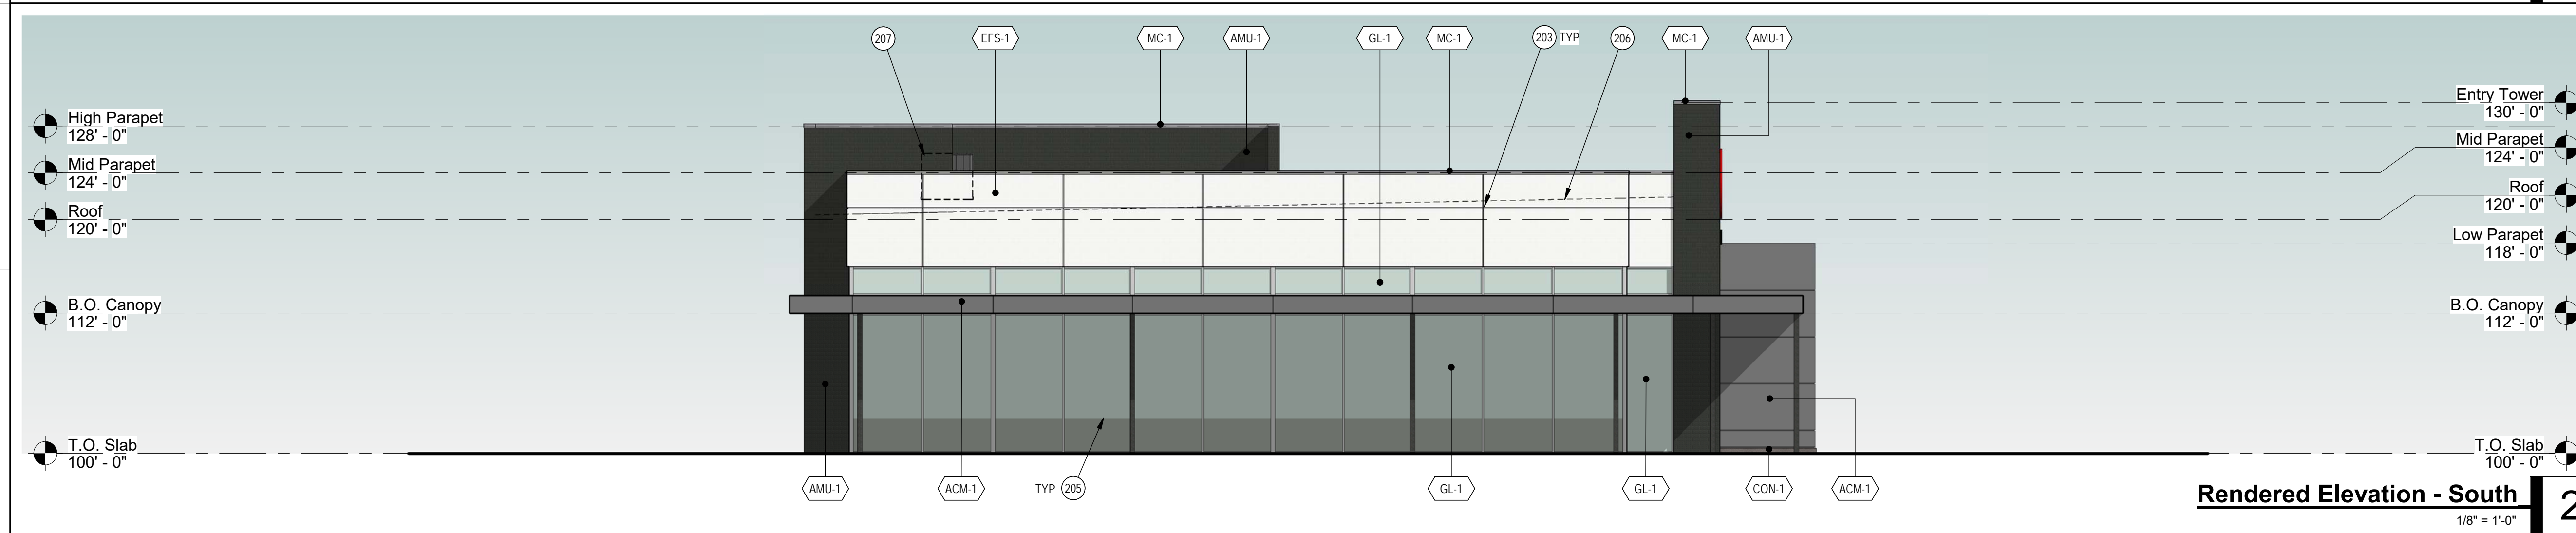 207
EFS-1
MC-1
AMU-1
GL-1
MC-1
203 TYP
206
MC-1
AMU-1
High Parapet
128' - 0"
Mid Parapet
124' - 0"
Roof
120' - 0"
B.O. Canopy
112' - 0"
T.O. Slab
100' - 0"
Entry Tower
130' - 0"
Mid Parapet
124' - 0"
Roof
120' - 0"
Low Parapet
118' - 0"
B.O. Canopy
112' - 0"
T.O. Slab
100' - 0"
AMU-1
ACM-1
TYP 205
GL-1
GL-1
CON-1
ACM-1
Rendered Elevation - South
1/8" = 1'-0"
2